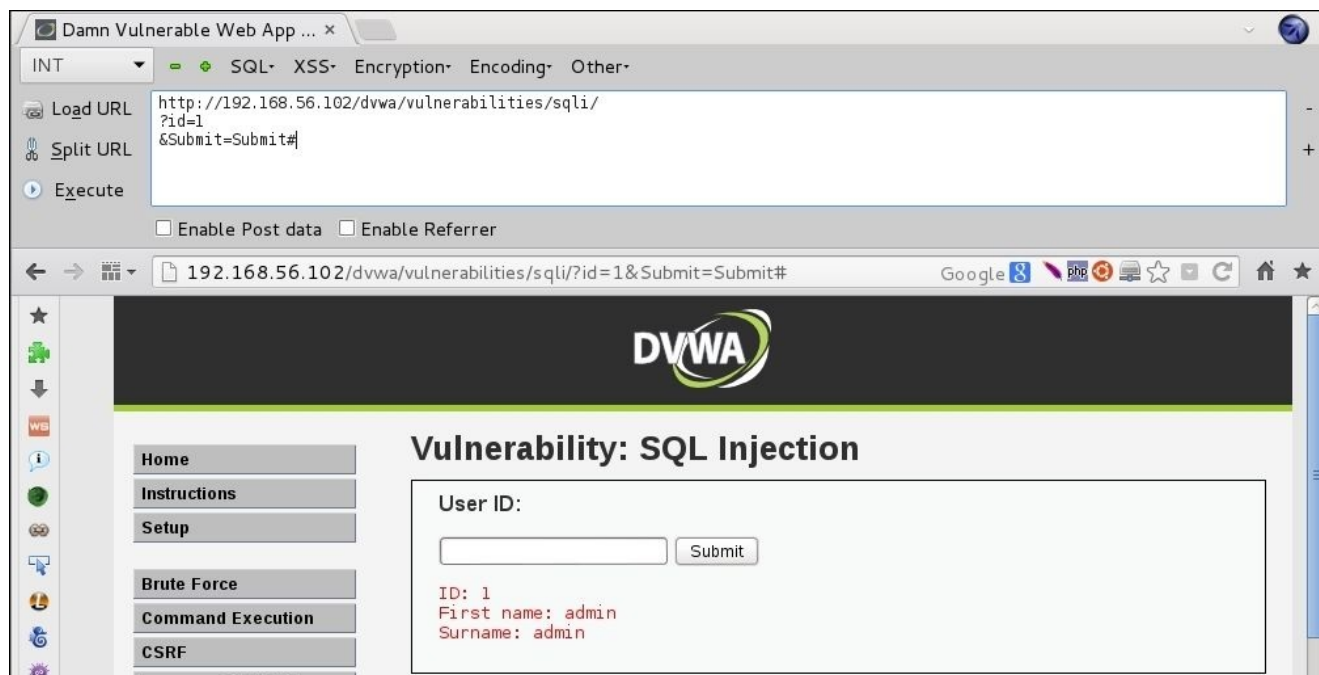 Damn Vulnerable Web App ... ×
INT
SQL- XSS- Encryption- Encoding- Other-
Load URL
Split URL
Execute
http://192.168.56.102/dvwa/vulnerabilities/sqli/
?id=1
&Submit=Submit#
-
+
Enable Post data Enable Referrer
192.168.56.102/dvwa/vulnerabilities/sqli/?id=1&Submit=Submit# Google 8 php
DVWA
WS
Home
Instructions
Setup
Brute Force
Command Execution
CSRF
Vulnerability: SQL Injection
User ID:
Submit
ID: 1
First name: admin
Surname: admin